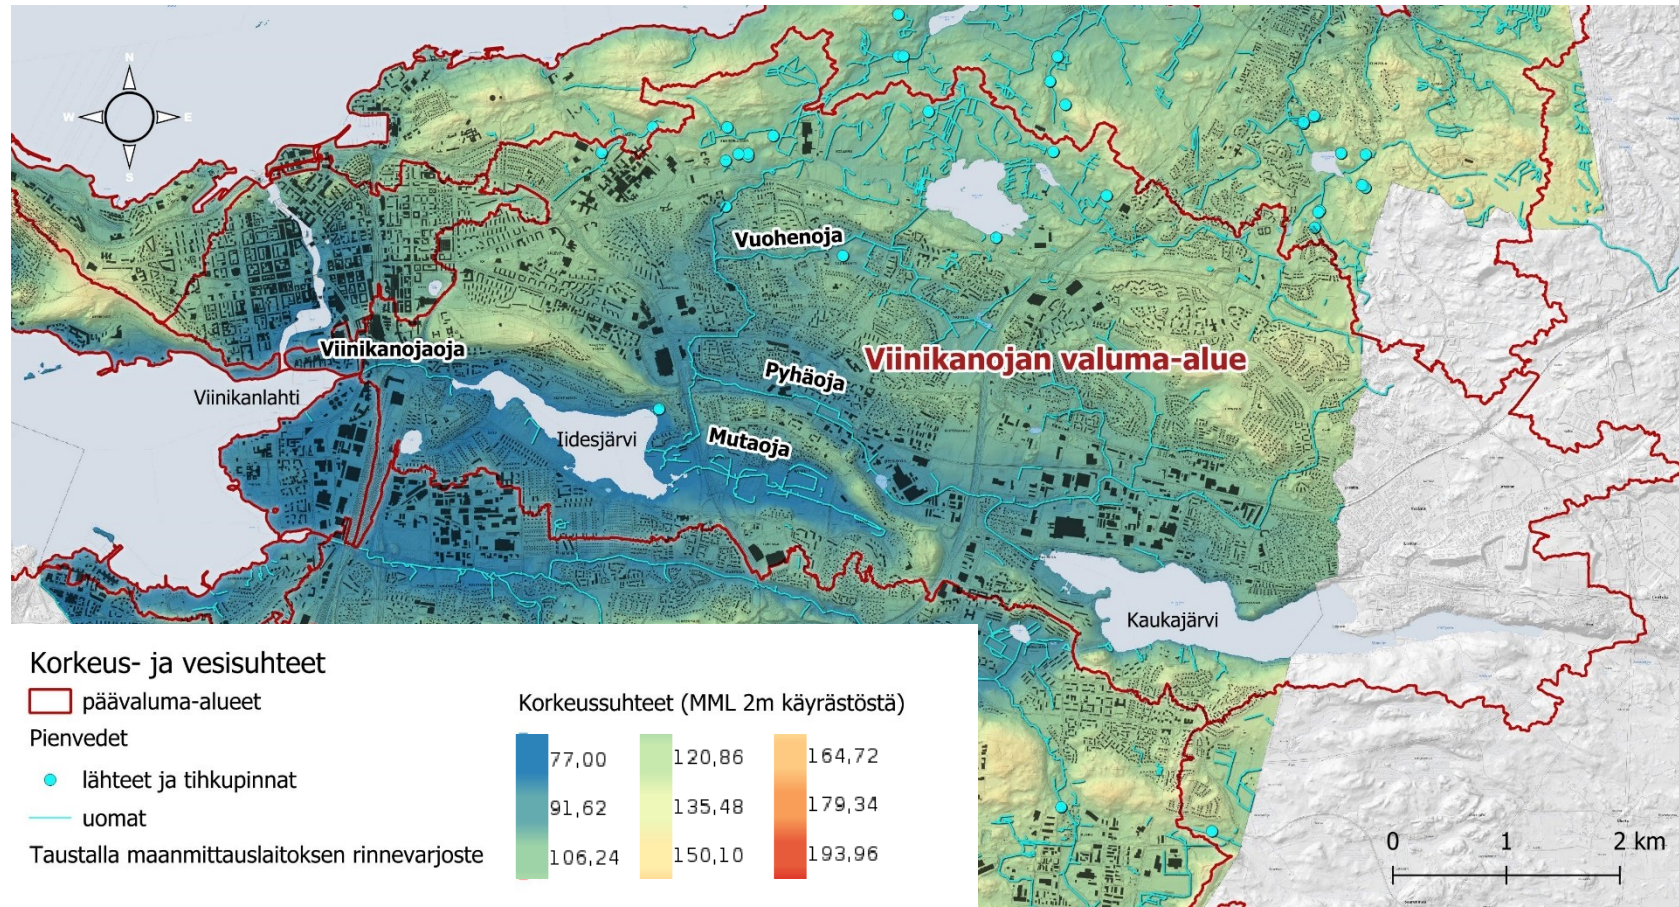 N
W
E
S
Vuohenoja
Viinikanojaoja
Viinikanojan valuma-alue
Pyhäoja
Viinikanlahti
Iidesjärvi
Mutaoja
Kaukajärvi
Korkeus- ja vesisuhteet
päävaluma-alueet
Pienvedet
lähteet ja tihkupinnat
uomat
Taustalla maanmittauslaitoksen rinnevarjoste
Korkeussuhteet (MML 2m käyrästöstä)
77,00
91,62
106,24
120,86
135,48
150,10
164,72
179,34
193,96
0 1 2 km